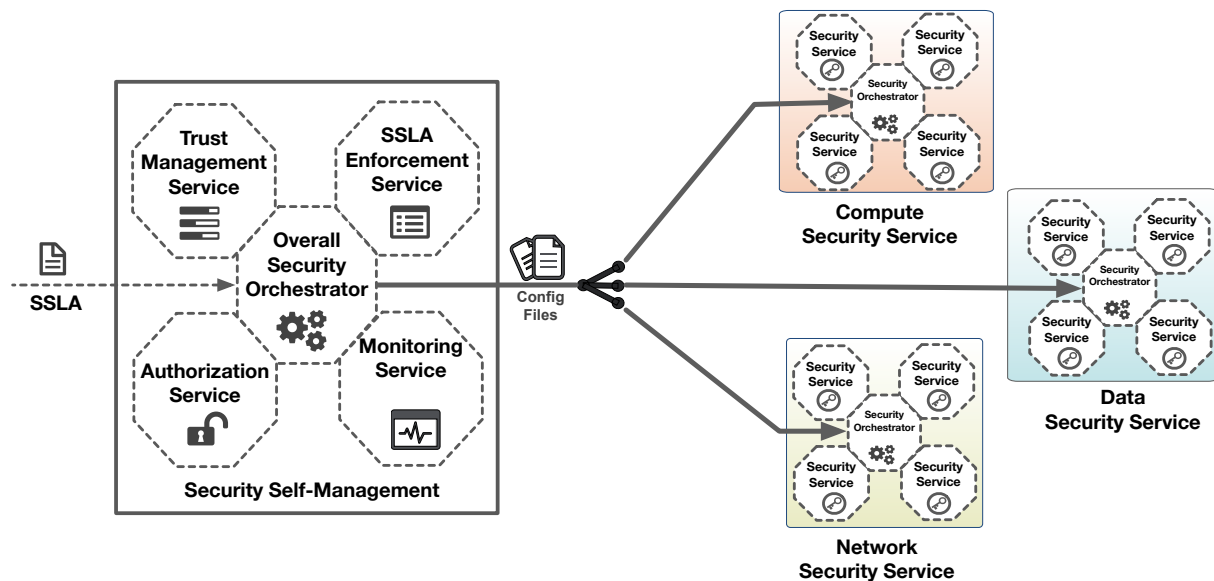 SSLA
Trust
Management
Service
SSLA
Enforcement
Service
Overall
Security
Orchestrator
Authorization
Service
Monitoring
Service
Security Self-Management
Config
Files
Security
Service
Security
Service
Security
Orchestrator
Security
Service
Security
Service
Compute
Security Service
Security
Service
Security
Service
Security
Orchestrator
Security
Service
Security
Service
Data
Security Service
Security
Service
Security
Service
Security
Orchestrator
Security
Service
Security
Service
Network
Security Service